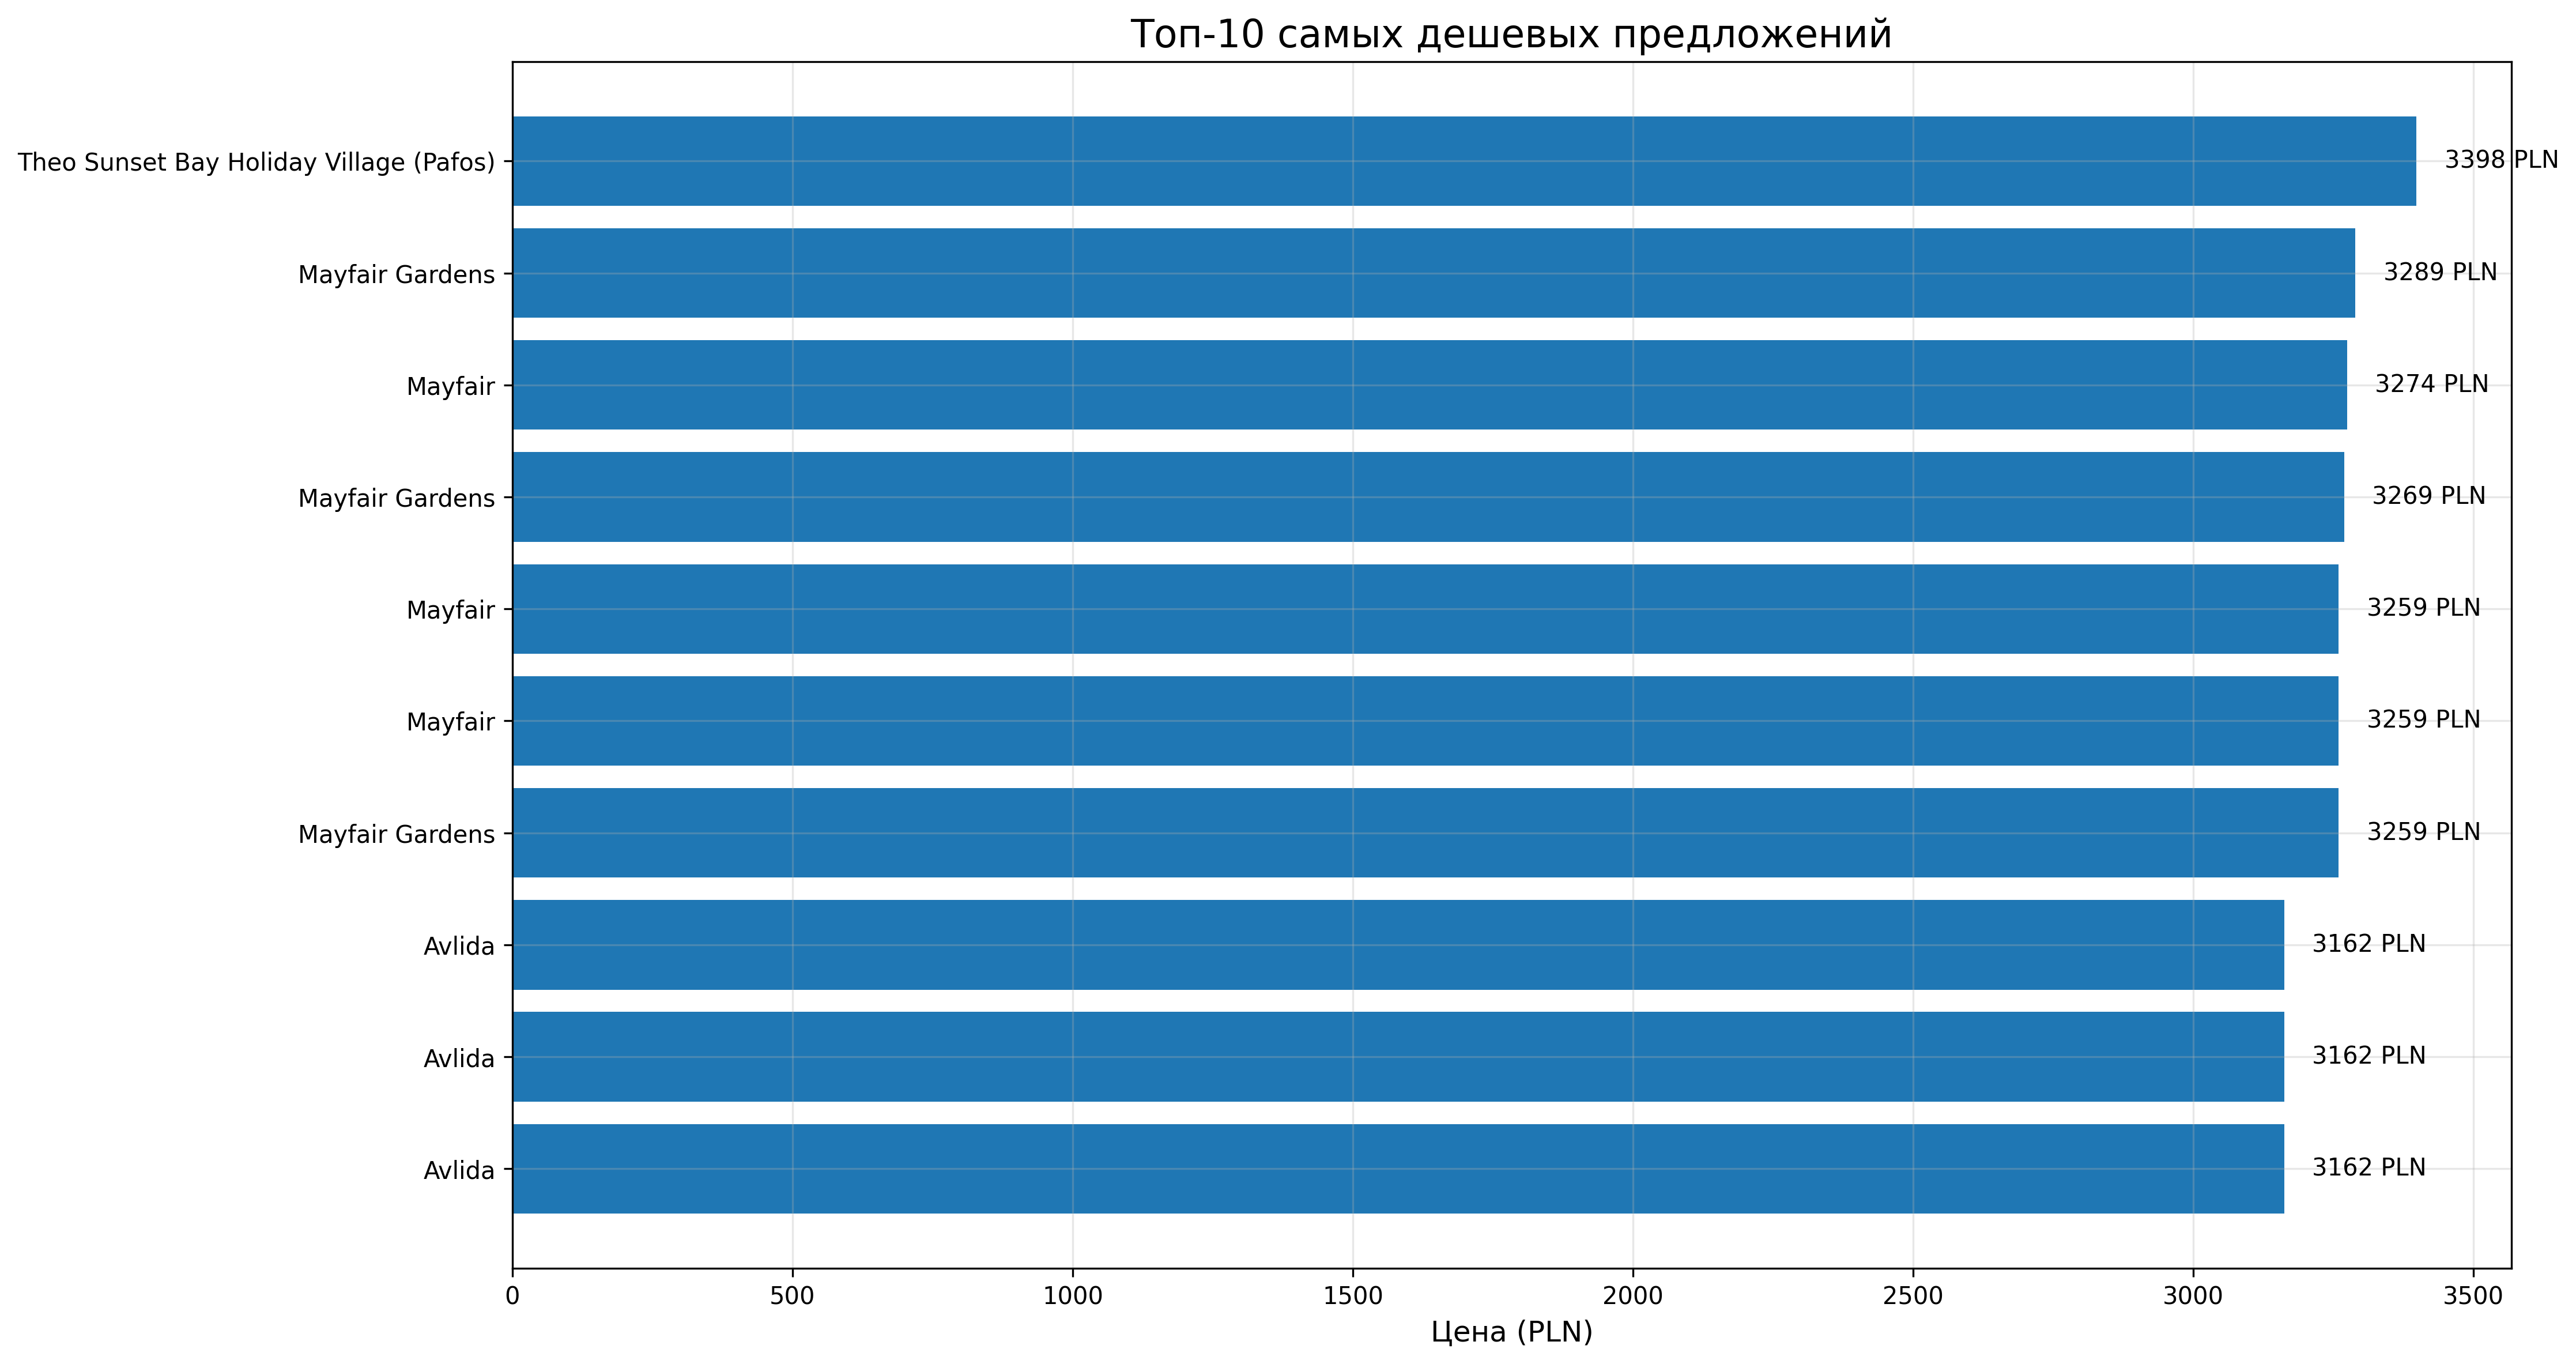 Топ-10 самых дешевых предложений
Theo Sunset Bay Holiday Village (Pafos)
3398 PLN
Mayfair Gardens
3289 PLN
Mayfair
3274 PLN
Mayfair Gardens
3269 PLN
Mayfair
3259 PLN
Mayfair
3259 PLN
Mayfair Gardens
3259 PLN
Avlida
3162 PLN
Avlida
3162 PLN
Avlida
3162 PLN
0 500 1000 1500 2000 2500 3000 3500
Цена (PLN)